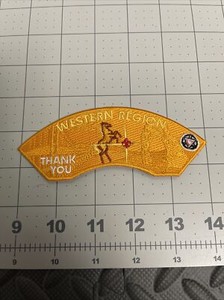 WESTERN REGION
THANK
YOU
9 10 11 12 13 14